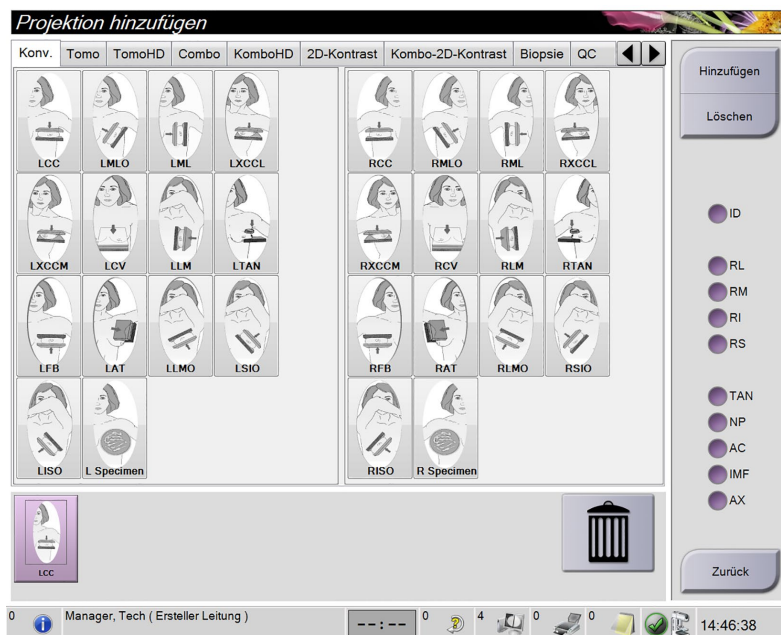 Projektion hinzufügen
Konv. Tomo TomoHD Combo KomboHD 2D-Kontrast Kombo-2D-Kontrast Biopsie QC
Hinzufügen
Löschen
LCC LMLO LML LXCCL RCC RMLO RML RXCCL
LXCCM LCV LLM LTAN RXCCM RCV RLM RTAN
LFB LAT LLMO LSIO RFB RAT RLMO RSIO
LISO L Specimen RISO R Specimen
ID
RL
RM
RI
RS
TAN
NP
AC
IMF
AX
LCC
Zurück
0 Manager, Tech ( Ersteller Leitung ) --:-- 0 4 0 0 14:46:38